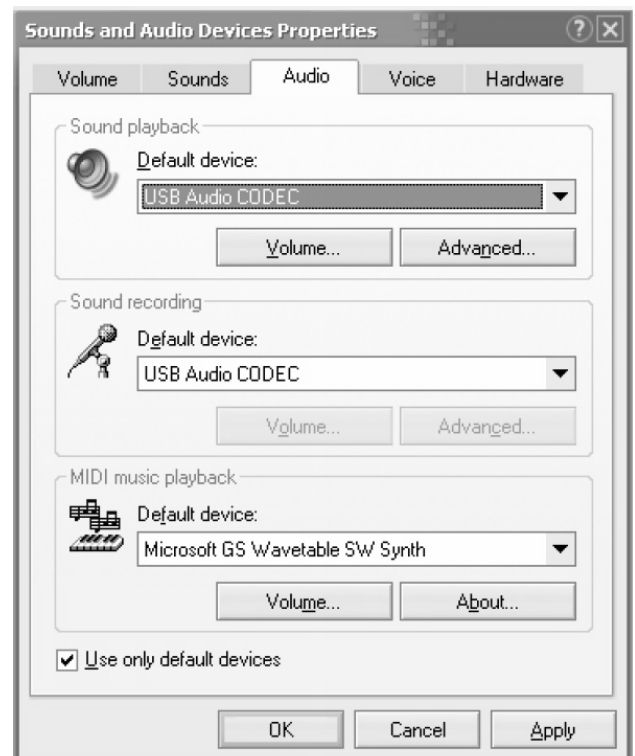 Sounds and Audio Devices Properties
Volume Sounds Audio Voice Hardware
Sound playback
Default device:
USB Audio CODEC
Volume... Advanced...
Sound recording
Default device:
USB Audio CODEC
Volume... Advanced...
MIDI music playback
Default device:
Microsoft GS Wavetable SW Synth
Volume... About...
Use only default devices
OK Cancel Apply